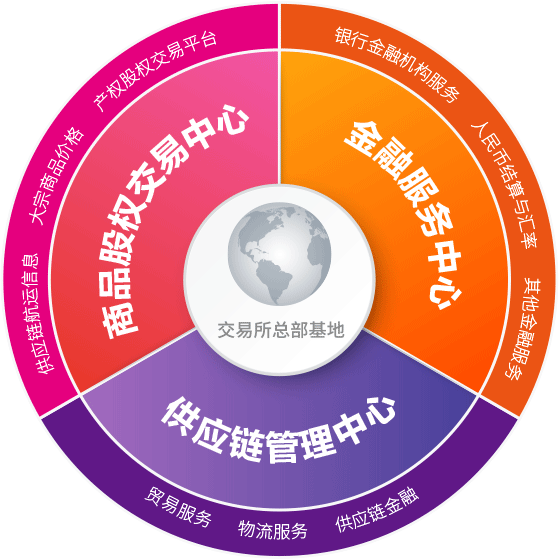 产权股权交易平台
大宗商品价格
供应链航运信息
商品股权交易中心
银行金融机构服务
人民币结算与汇率
其他金融服务
金融服务中心
交易所总部基地
供应链管理中心
贸易服务
物流服务
供应链金融